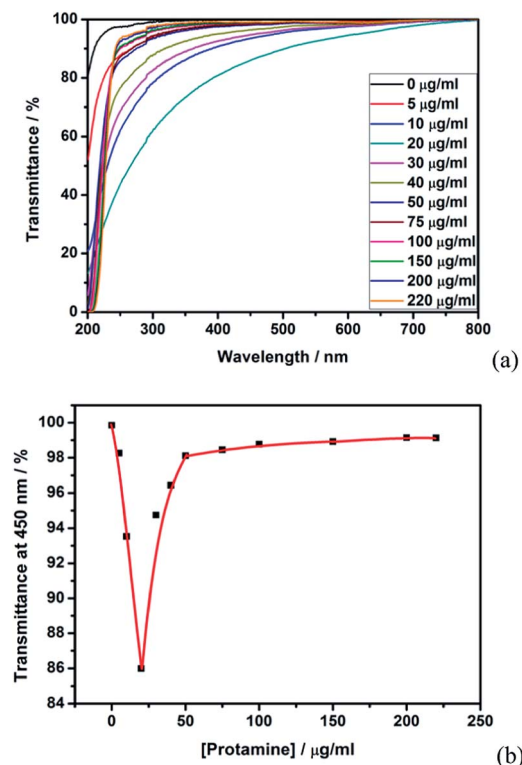 100
80
60
40
20
0
Transmittance / %
0 μg/ml
5 μg/ml
10 μg/ml
20 μg/ml
30 μg/ml
40 μg/ml
50 μg/ml
75 μg/ml
100 μg/ml
150 μg/ml
200 μg/ml
220 μg/ml
200 300 400 500 600 700 800
Wavelength / nm
(a)
100
98
96
94
92
90
88
86
84
Transmittance at 450 nm / %
0 50 100 150 200 250
[Protamine] / μg/ml
(b)